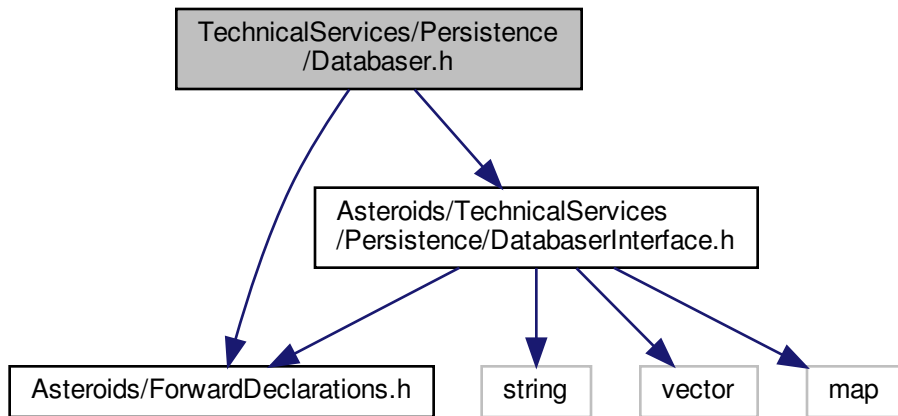 TechnicalServices/Persistence
/Databaser.h
Asteroids/TechnicalServices
/Persistence/DatabaserInterface.h
Asteroids/ForwardDeclarations.h
string
vector
map